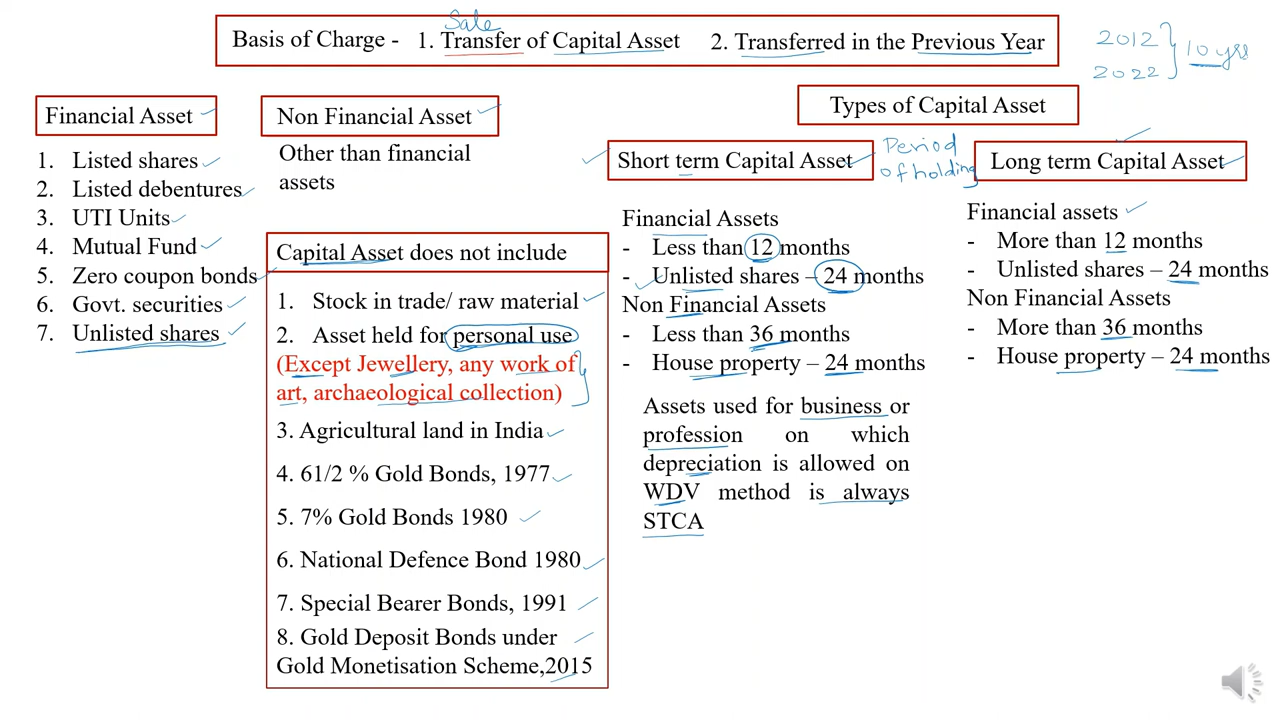 Sale
Basis of Charge - 1. Transfer of Capital Asset 2. Transferred in the Previous Year
2012
2022
10 yrs
Financial Asset
1. Listed shares
2. Listed debentures
3. UTI Units
4. Mutual Fund
5. Zero coupon bonds
6. Govt. securities
7. Unlisted shares
Non Financial Asset
Other than financial
assets
Capital Asset does not include
1. Stock in trade/ raw material
2. Asset held for personal use
(Except Jewellery, any work of
art, archaeological collection)
3. Agricultural land in India
4. 61/2 % Gold Bonds, 1977
5. 7% Gold Bonds 1980
6. National Defence Bond 1980
7. Special Bearer Bonds, 1991
8. Gold Deposit Bonds under
Gold Monetisation Scheme,2015
Types of Capital Asset
Short term Capital Asset
Period
of holding
Long term Capital Asset
Financial Assets
- Less than 12 months
- Unlisted shares – 24 months
Non Financial Assets
- Less than 36 months
- House property – 24 months
Assets used for business or
profession on which
depreciation is allowed on
WDV method is always
STCA
Financial assets
- More than 12 months
- Unlisted shares – 24 months
Non Financial Assets
- More than 36 months
- House property – 24 months